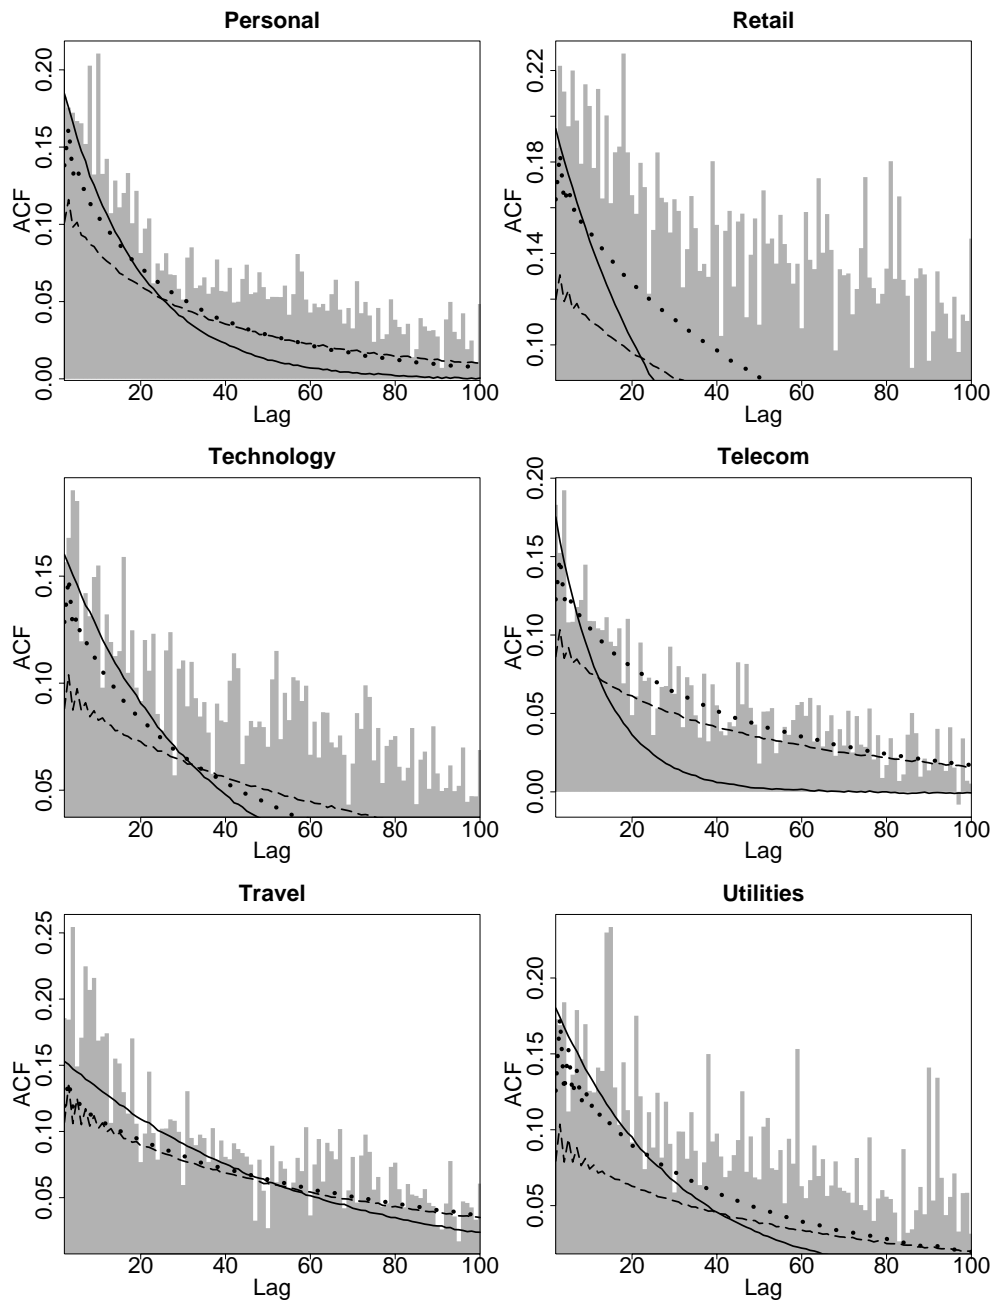 Personal
Retail
ACF
0.00 0.05 0.10 0.15 0.20
20 40 60 80 100
Lag
ACF
0.10 0.14 0.18 0.22
20 40 60 80 100
Lag
Technology
Telecom
ACF
0.05 0.10 0.15
20 40 60 80 100
Lag
ACF
0.00 0.05 0.10 0.15 0.20
20 40 60 80 100
Lag
Travel
Utilities
ACF
0.05 0.10 0.15 0.20 0.25
20 40 60 80 100
Lag
ACF
0.05 0.10 0.15 0.20
20 40 60 80 100
Lag